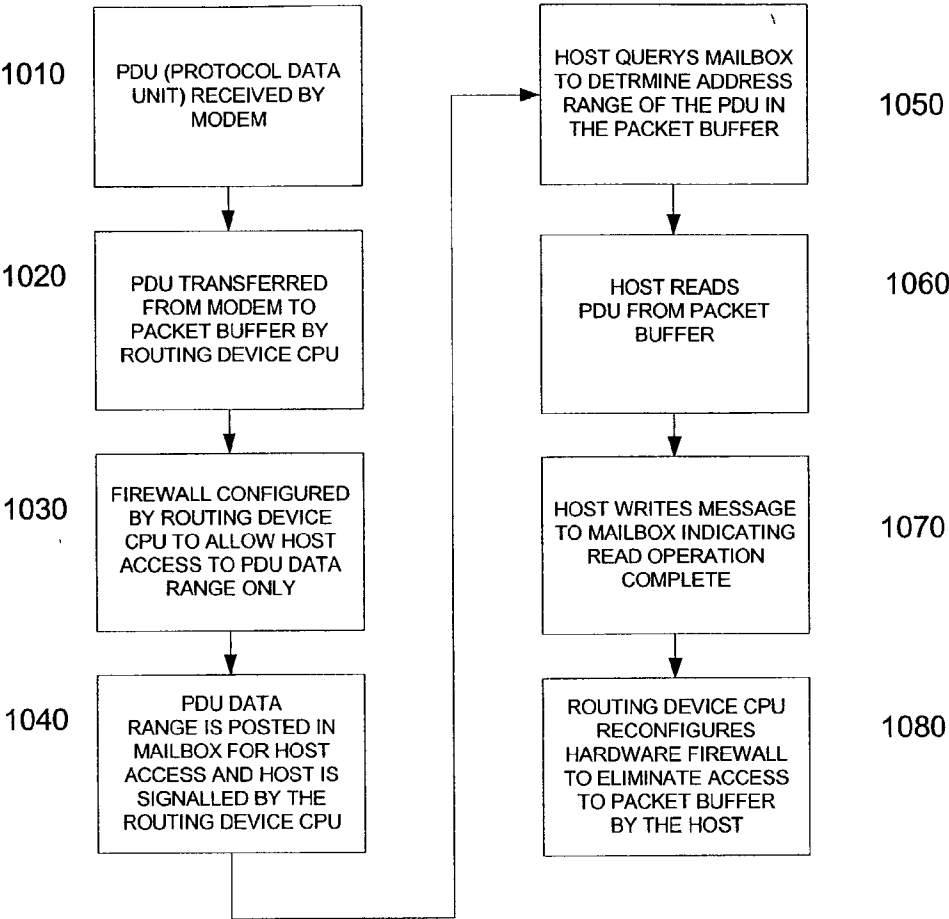 1010
PDU (PROTOCOL DATA
UNIT) RECEIVED BY
MODEM
1020
PDU TRANSFERRED
FROM MODEM TO
PACKET BUFFER BY
ROUTING DEVICE CPU
1030
FIREWALL CONFIGURED
BY ROUTING DEVICE
CPU TO ALLOW HOST
ACCESS TO PDU DATA
RANGE ONLY
1040
PDU DATA
RANGE IS POSTED IN
MAILBOX FOR HOST
ACCESS AND HOST IS
SIGNALLED BY THE
ROUTING DEVICE CPU
HOST QUERYS MAILBOX
TO DETRMINE ADDRESS
RANGE OF THE PDU IN
THE PACKET BUFFER
1050
HOST READS
PDU FROM PACKET
BUFFER
1060
HOST WRITES MESSAGE
TO MAILBOX INDICATING
READ OPERATION
COMPLETE
1070
ROUTING DEVICE CPU
RECONFIGURES
HARDWARE FIREWALL
TO ELIMINATE ACCESS
TO PACKET BUFFER
BY THE HOST
1080